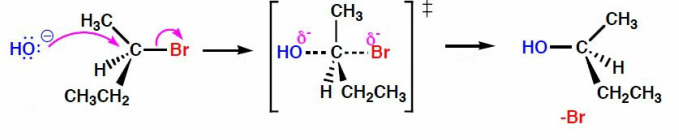 H₃C
HO:⊖ C Br
H
CH₃CH₂
CH₃
δ⁻ δ⁻
HO C Br
H CH₂CH₃
‡
CH₃
HO C
H
CH₂CH₃
-Br